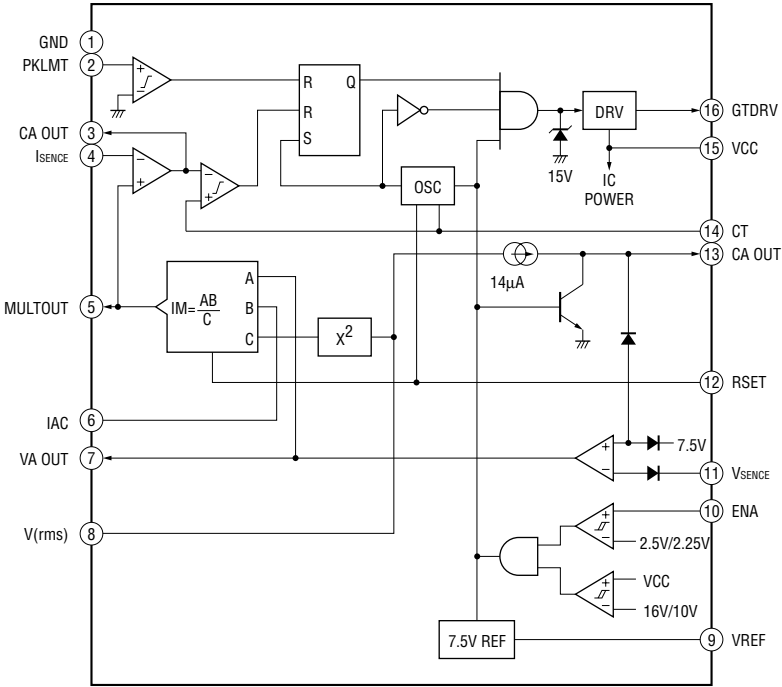 GND 1
PKLMT 2
CA OUT 3
ISENCE 4
MULTOUT 5
IAC 6
VA OUT 7
V(rms) 8
+
−
R Q
R
S
DRV
16 GTDRV
15 VCC
15V
IC
POWER
−
+
−
+
OSC
14 CT
13 CA OUT
14μA
IM= AB
C
A
B
C
X2
12 RSET
+
−
7.5V
11 VSENCE
10 ENA
+
−
2.5V/2.25V
+
−
VCC
16V/10V
7.5V REF
9 VREF